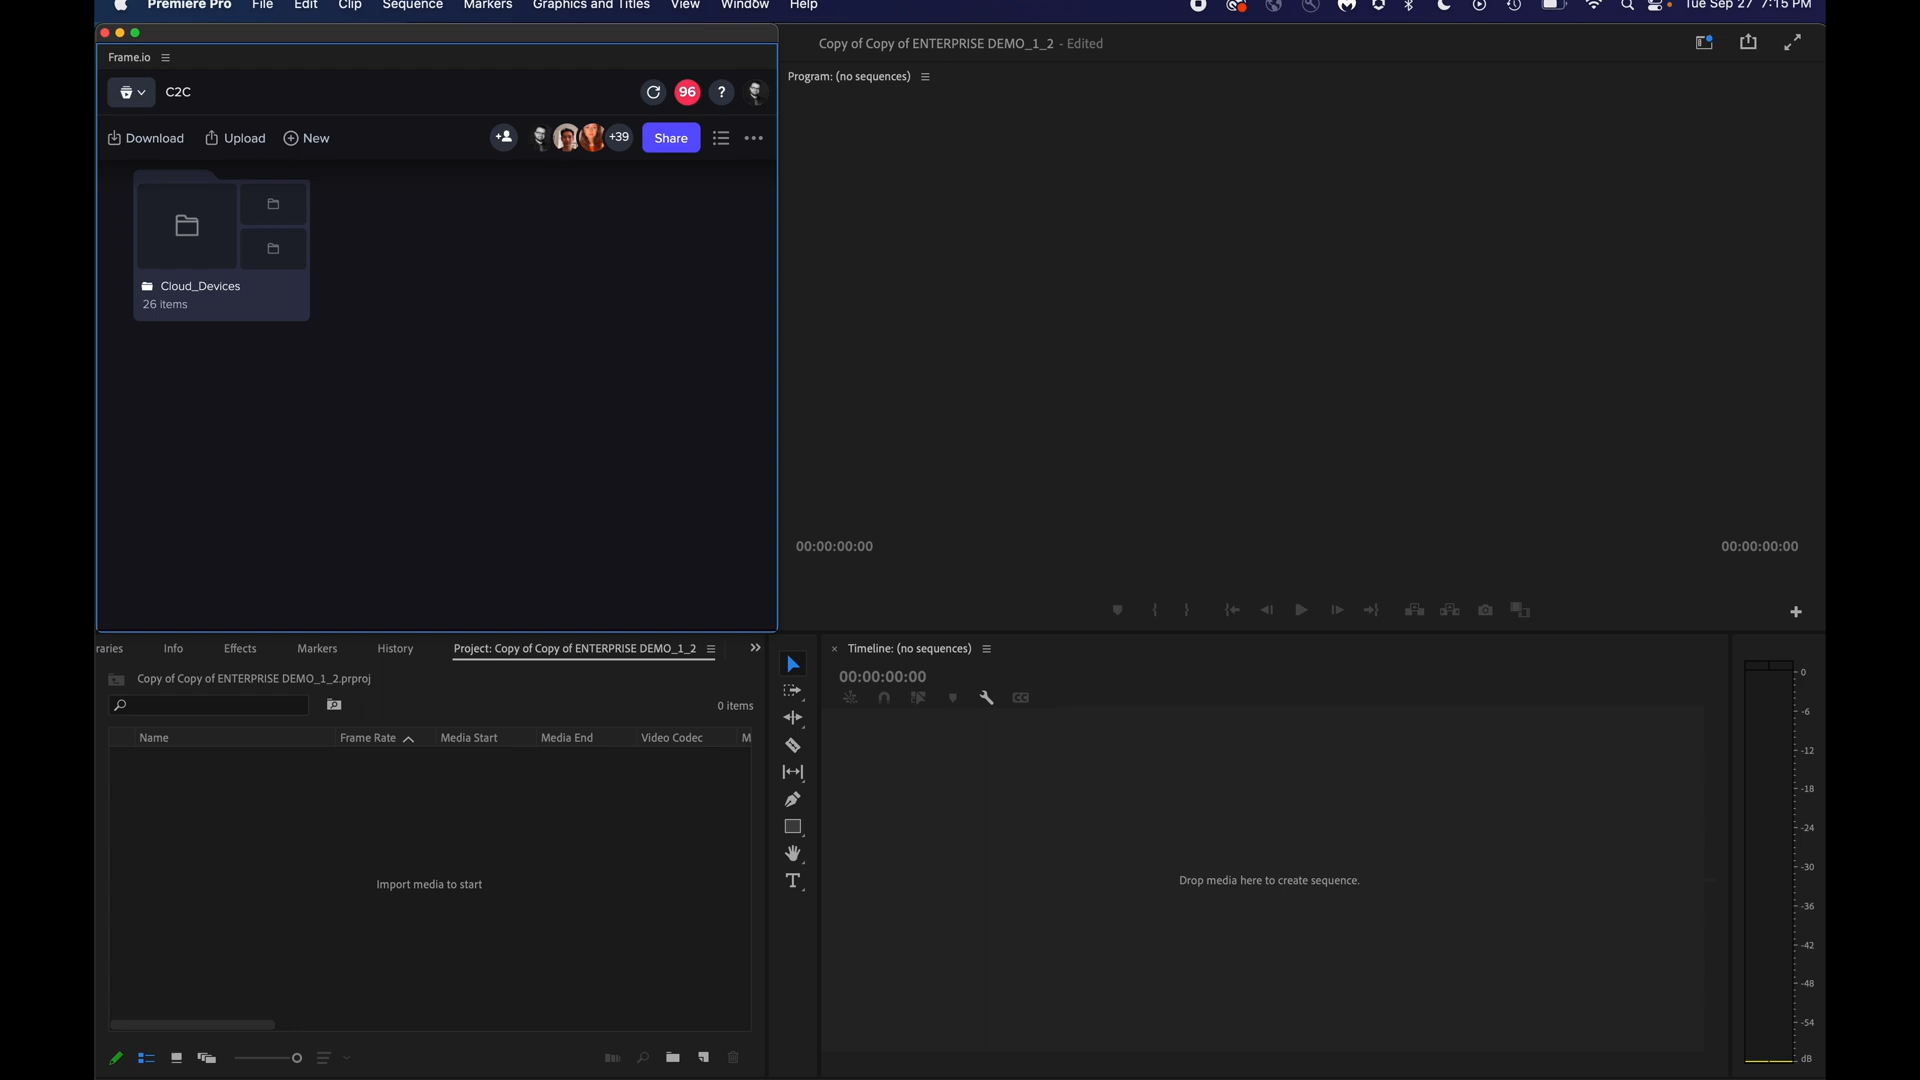 Premiere Pro File Edit Clip Sequence Markers Graphics and Titles View Window Help Tue Sep 27 7:15 PM
Frame.io
Copy of Copy of ENTERPRISE DEMO_1_2 - Edited
Program: (no sequences)
C2C 96 ?
Download Upload New +39 Share
Cloud_Devices
26 items
00:00:00:00 00:00:00:00
raries Info Effects Markers History Project: Copy of Copy of ENTERPRISE DEMO_1_2
Timeline: (no sequences)
Copy of Copy of ENTERPRISE DEMO_1_2.prproj
00:00:00:00
CC
0 items
Name Frame Rate Media Start Media End Video Codec M
Import media to start
T
Drop media here to create sequence.
0
-6
-12
-18
-24
-30
-36
-42
-48
-54
dB